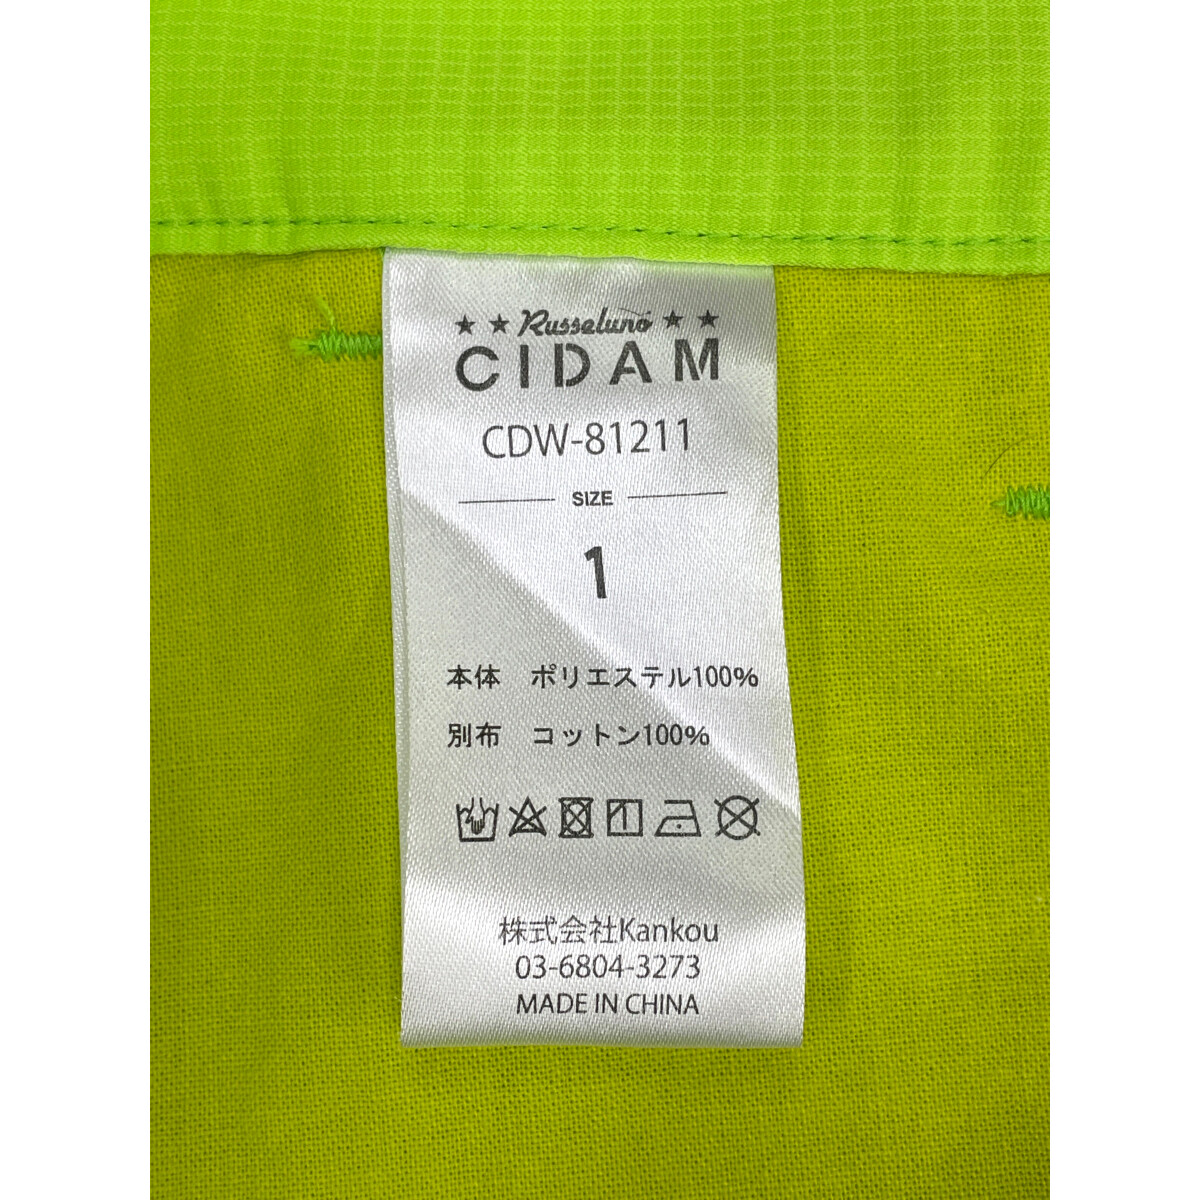 ★ ★ Russeluno ★ ★
CIDAM
CDW-81211
SIZE
1
本体 ポリエステル100%
別布 コットン100%
株式会社Kankou
03-6804-3273
MADE IN CHINA